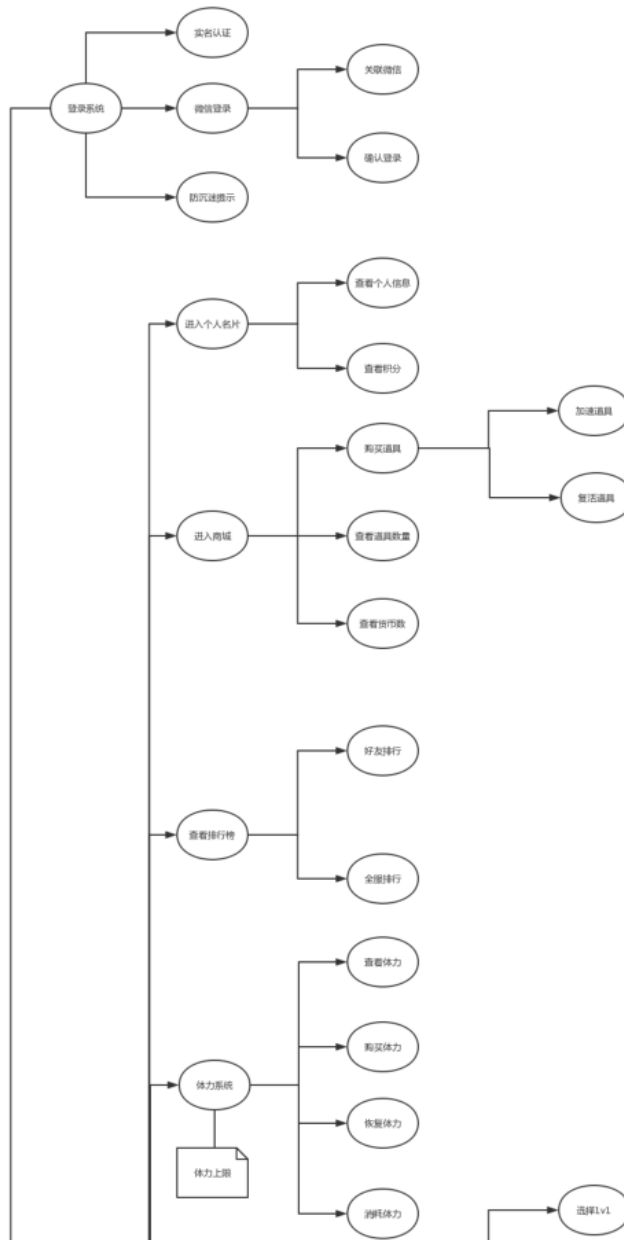 实名认证
关联微信
登录系统
微信登录
确认登录
防沉迷提示
查看个人信息
进入个人名片
查看积分
加速道具
购买道具
复活道具
进入商城
查看道具数量
查看货币数
好友排行
查看排行榜
全服排行
查看体力
购买体力
体力系统
恢复体力
体力上限
消耗体力
选择1v1